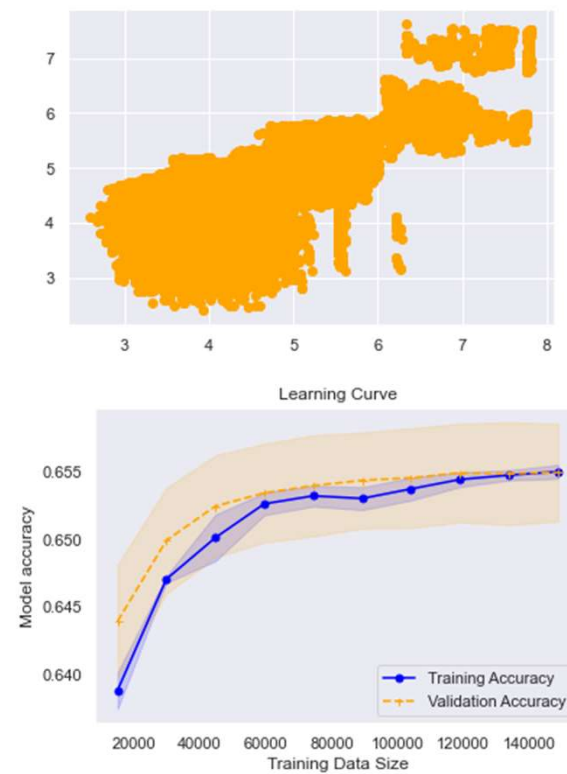 7
6
5
4
3
3 4 5 6 7 8
Learning Curve
Model accuracy
0.655
0.650
0.645
0.640
Training Accuracy
Validation Accuracy
20000 40000 60000 80000 100000 120000 140000
Training Data Size